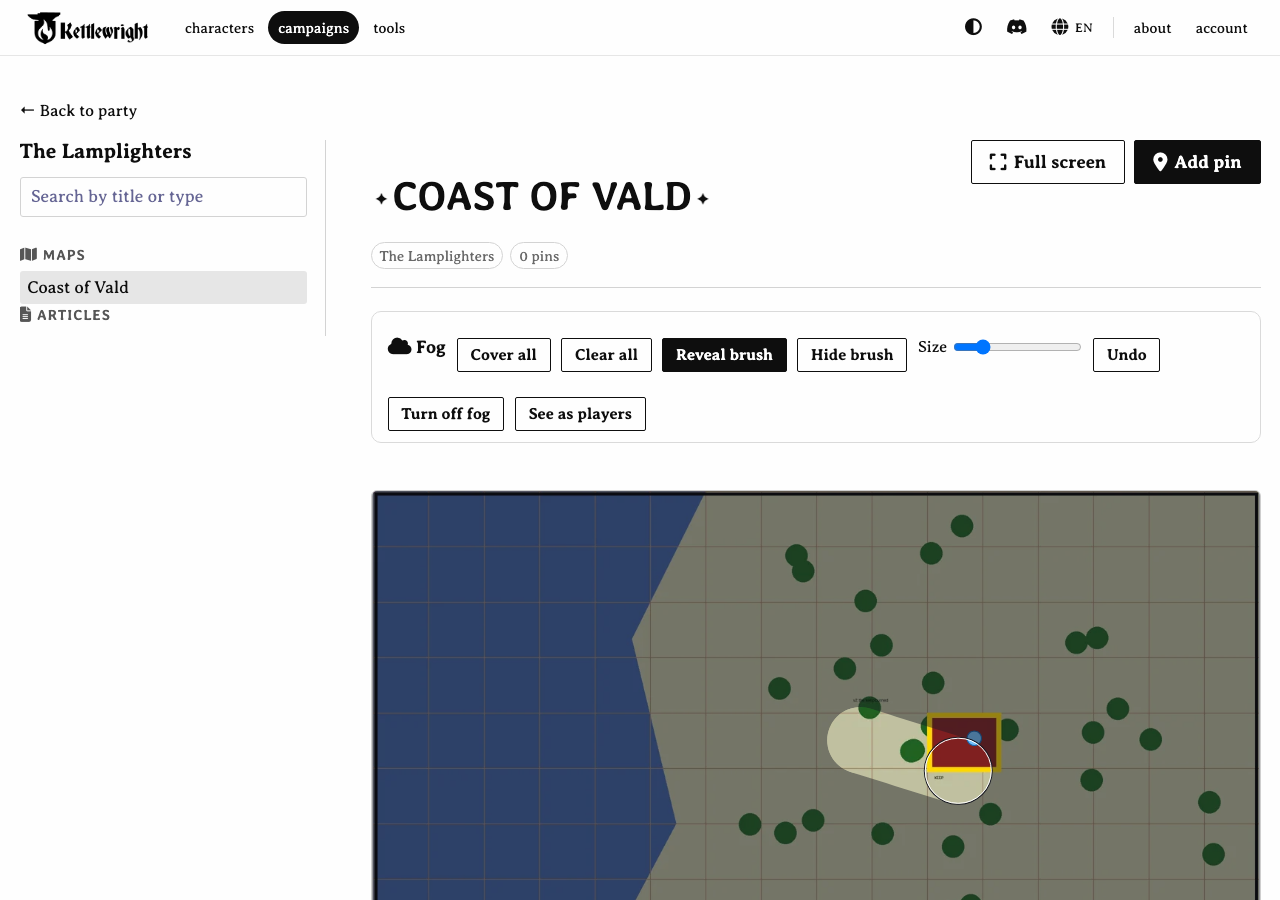 Kettlewright
characters
campaigns
tools
EN
about
account
← Back to party
The Lamplighters
Search by title or type
MAPS
Coast of Vald
ARTICLES
Full screen
Add pin
COAST OF VALD
The Lamplighters
0 pins
Fog
Cover all
Clear all
Reveal brush
Hide brush
Size
Undo
Turn off fog
See as players
KEEP